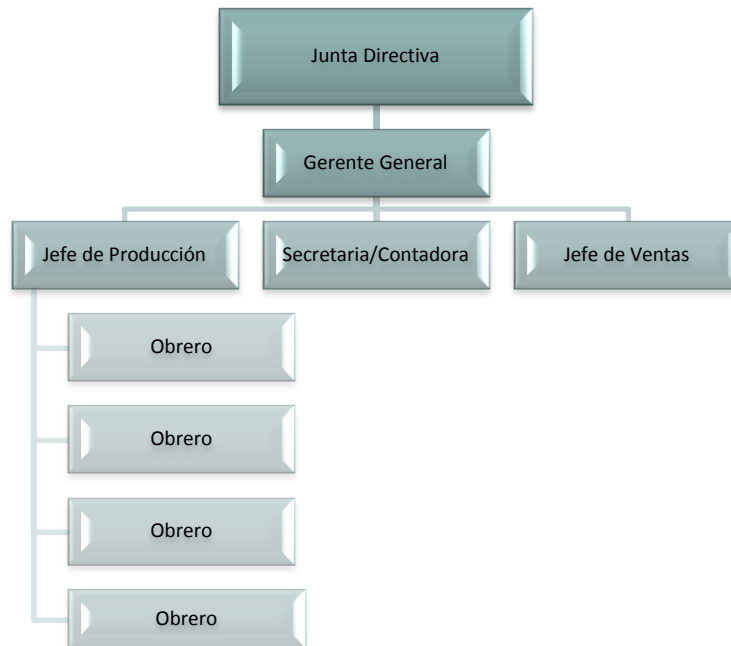 Junta Directiva
Gerente General
Jefe de Producción
Secretaria/Contadora
Jefe de Ventas
Obrero
Obrero
Obrero
Obrero